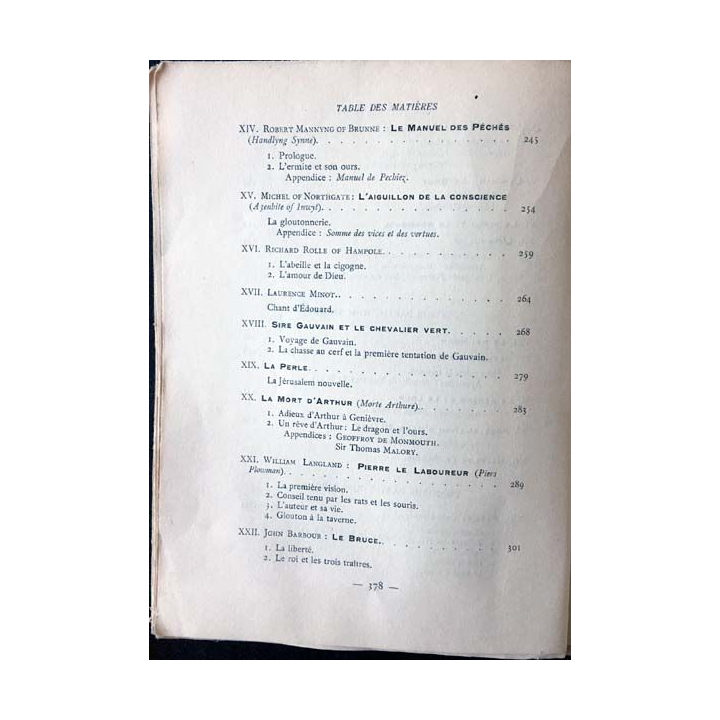 TABLE DES MATIÈRES
XIV. ROBERT MANNYNG OF BRUNNE : LE MANUEL DES PÉCHÉS
(Handlyng Synne). . . . . . . . . . . . . . . 245
1. Prologue.
2. L'ermite et son ours.
Appendice : Manuel de Pechiez.
XV. MICHEL OF NORTHGATE : L'AIGUILLON DE LA CONSCIENCE
(Azenbite of Inwyt). . . . . . . . . . . . . . . 254
La gloutonnerie.
Appendice : Somme des vices et des vertues.
XVI. RICHARD ROLLE OF HAMPOLE. . . . . . . . . . 259
1. L'abeille et la cigogne.
2. L'amour de Dieu.
XVII. LAURENCE MINOT. . . . . . . . . . . . . . 264
Chant d'Édouard.
XVIII. SIRE GAUVAIN ET LE CHEVALIER VERT. . . . . 268
1. Voyage de Gauvain.
2. La chasse au cerf et la première tentation de Gauvain.
XIX. LA PERLE. . . . . . . . . . . . . . . 279
La Jérusalem nouvelle.
XX. LA MORT D'ARTHUR (Morte Arthure). . . . . . . 283
1. Adieux d'Arthur à Genièvre.
2. Un rêve d'Arthur : Le dragon et l'ours.
Appendices : GEOFFROY DE MONMOUTH.
Sir THOMAS MALORY.
XXI. WILLIAM LANGLAND : PIERRE LE LABOUREUR (Piers
Plowman). . . . . . . . . . . . . . . . . 289
1. La première vision.
2. Conseil tenu par les rats et les souris.
3. L'auteur et sa vie.
4. Glouton à la taverne.
XXII. JOHN BARBOUR : LE BRUCE. . . . . . . . . . 301
1. La liberté.
2. Le roi et les trois traîtres.
— 378 —